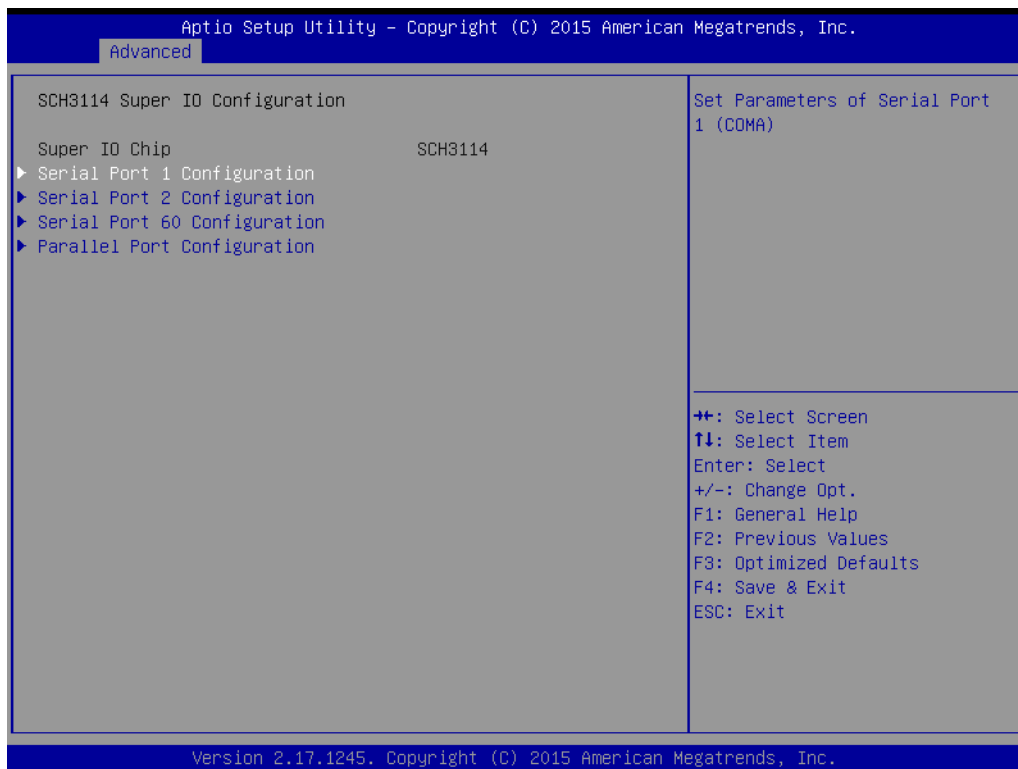 Aptio Setup Utility – Copyright (C) 2015 American Megatrends, Inc.
Advanced
SCH3114 Super IO Configuration
Super IO Chip SCH3114
Serial Port 1 Configuration
Serial Port 2 Configuration
Serial Port 60 Configuration
Parallel Port Configuration
Set Parameters of Serial Port
1 (COMA)
→←: Select Screen
↑↓: Select Item
Enter: Select
+/-: Change Opt.
F1: General Help
F2: Previous Values
F3: Optimized Defaults
F4: Save & Exit
ESC: Exit
Version 2.17.1245. Copyright (C) 2015 American Megatrends, Inc.